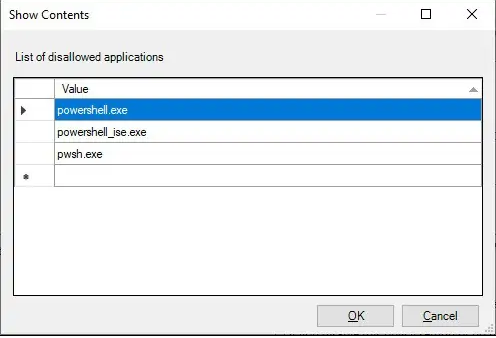 Show Contents
List of disallowed applications
Value
powershell.exe
powershell_ise.exe
pwsh.exe
*
OK
Cancel